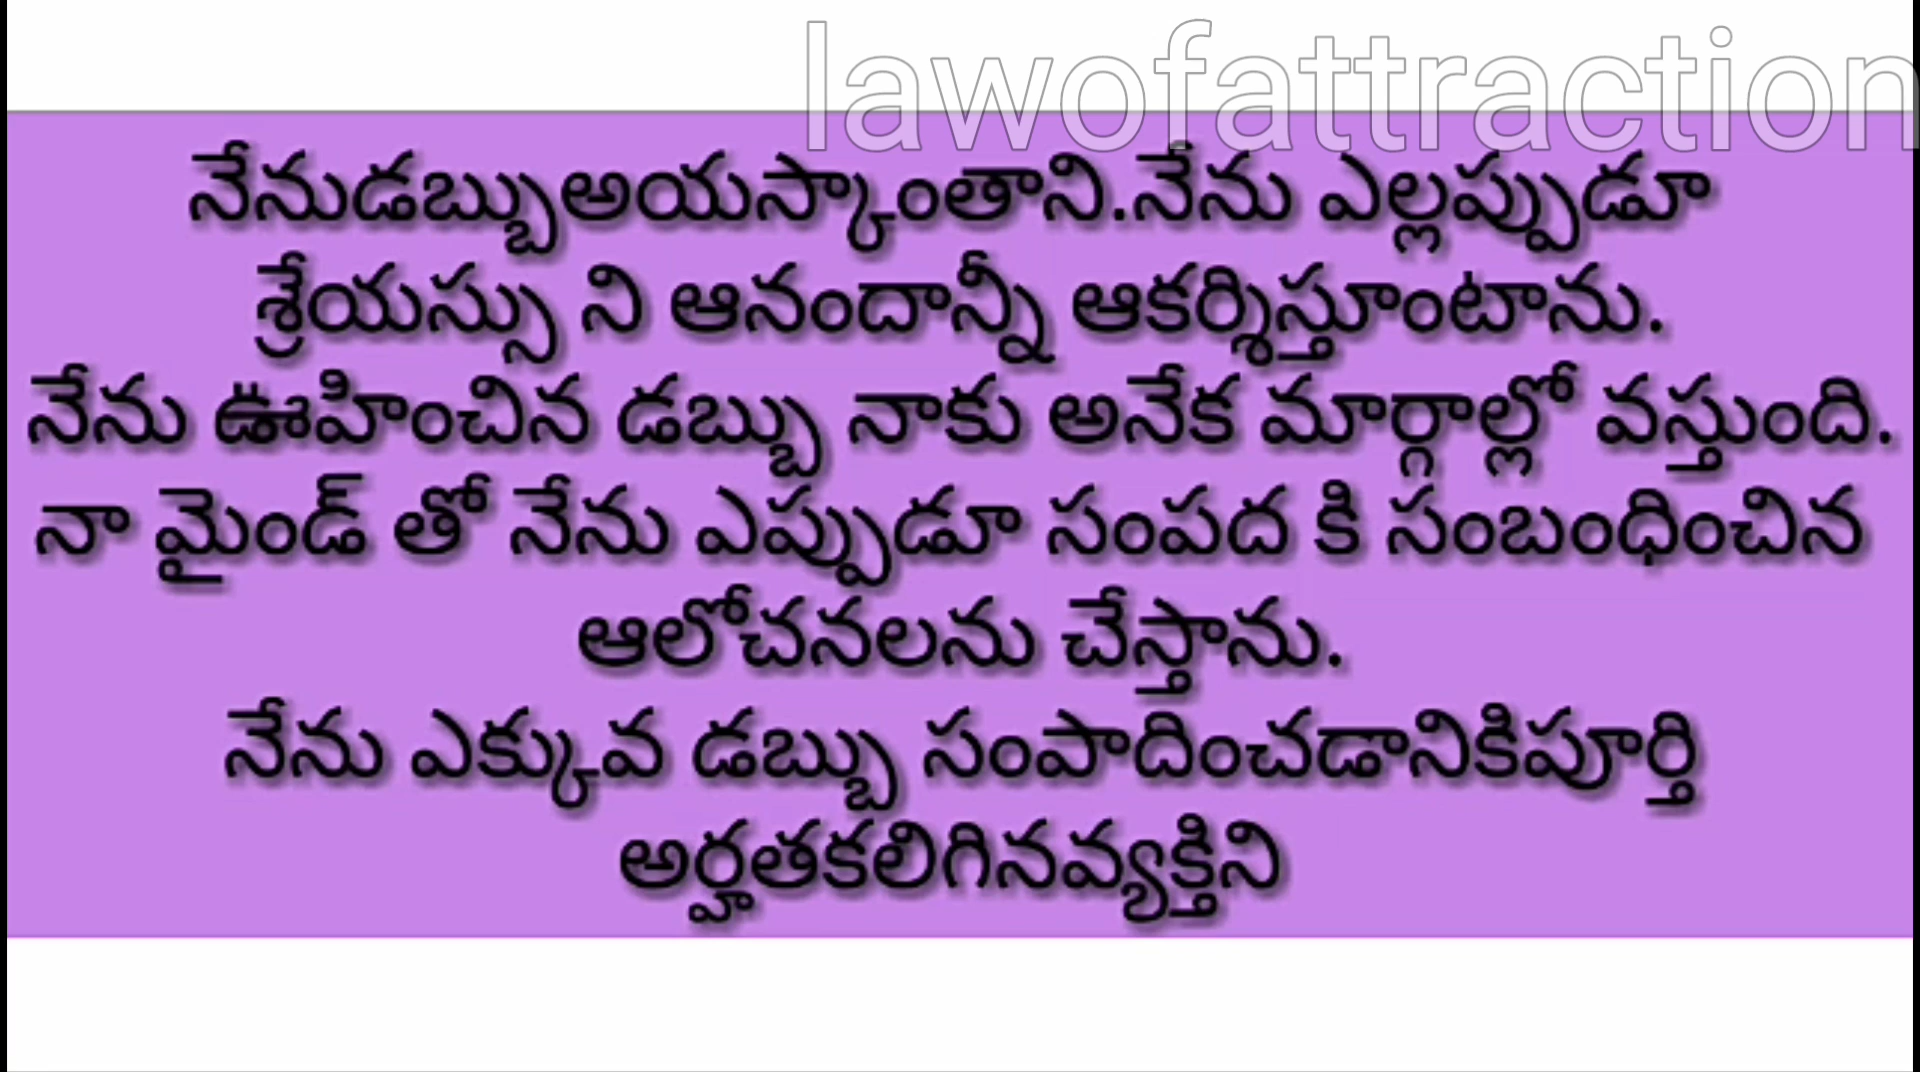 lawofattraction
నేనుడబ్బుఅయస్కాంతాని.నేను ఎల్లప్పుడూ
శ్రేయస్సు ని ఆనందాన్నీ ఆకర్శిస్తూంటాను.
నేను ఊహించిన డబ్బు నాకు అనేక మార్గాల్లో వస్తుంది.
నా మైండ్ తో నేను ఎప్పుడూ సంపద కి సంబంధించిన
ఆలోచనలను చేస్తాను.
నేను ఎక్కువ డబ్బు సంపాదించడానికిపూర్తి
అర్హతకలిగినవ్యక్తిని